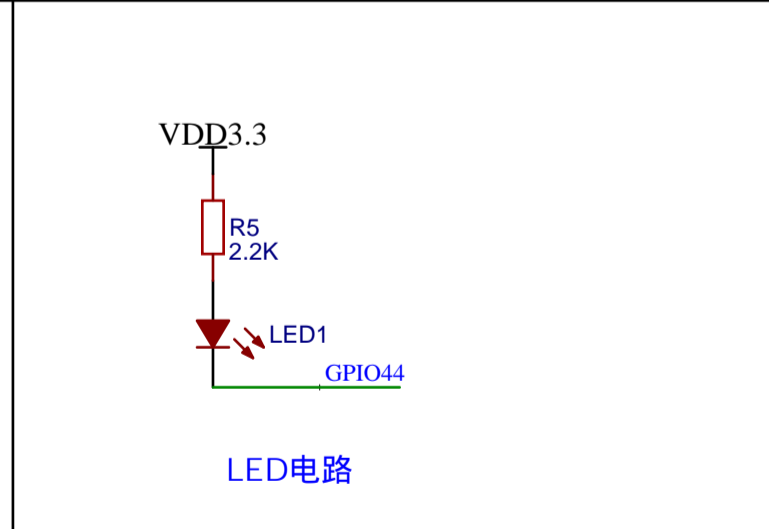 VDD3.3
R5
2.2K
LED1
GPIO44
LED电路